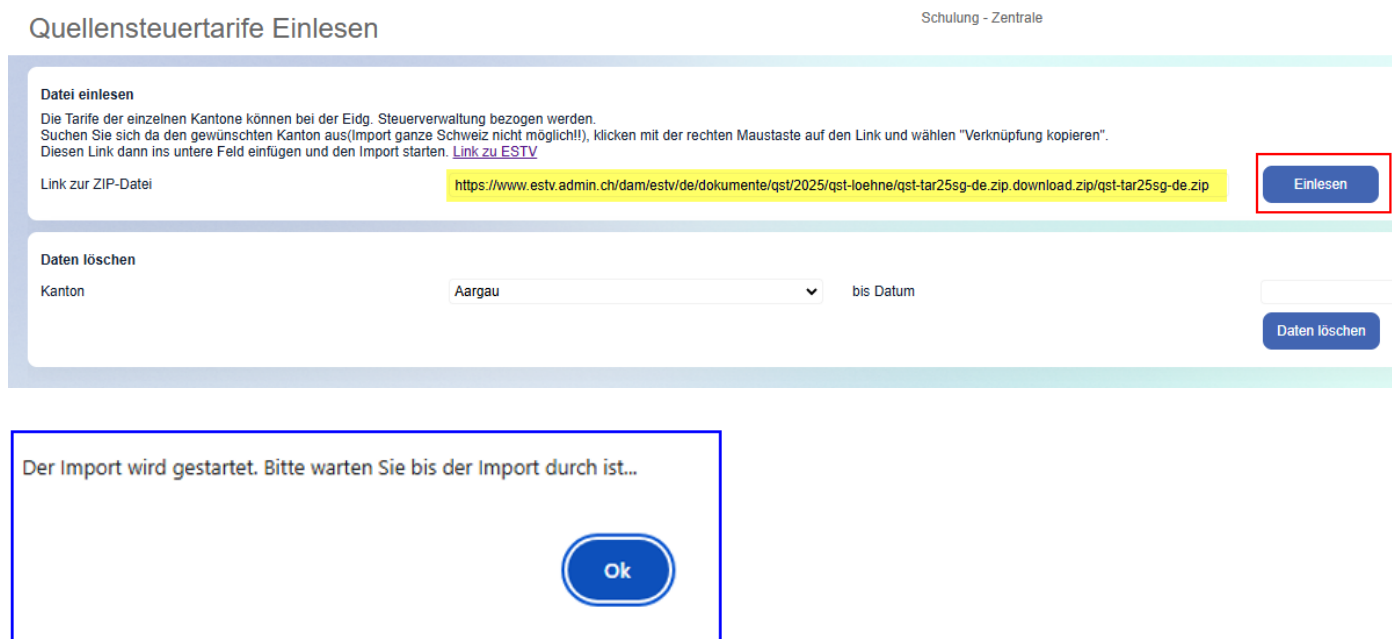 Quellensteuertarife Einlesen
Schulung - Zentrale
Datei einlesen
Die Tarife der einzelnen Kantone können bei der Eidg. Steuerverwaltung bezogen werden.
Suchen Sie sich da den gewünschten Kanton aus(Import ganze Schweiz nicht möglich!!), klicken mit der rechten Maustaste auf den Link und wählen "Verknüpfung kopieren".
Diesen Link dann ins untere Feld einfügen und den Import starten. Link zu ESTV
Link zur ZIP-Datei
https://www.estv.admin.ch/dam/estv/de/dokumente/qst/2025/qst-loehne/qst-tar25sg-de.zip.download.zip/qst-tar25sg-de.zip
Einlesen
Daten löschen
Kanton
Aargau
bis Datum
Daten löschen
Der Import wird gestartet. Bitte warten Sie bis der Import durch ist...
Ok